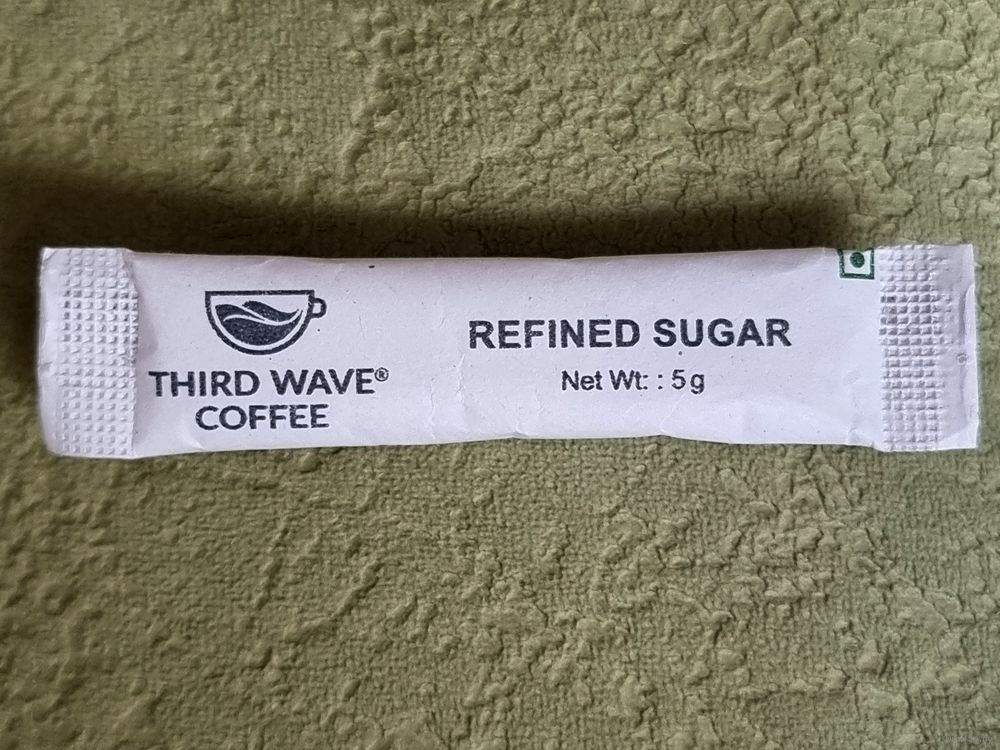 THIRD WAVE®
COFFEE
REFINED SUGAR
Net Wt: : 5g